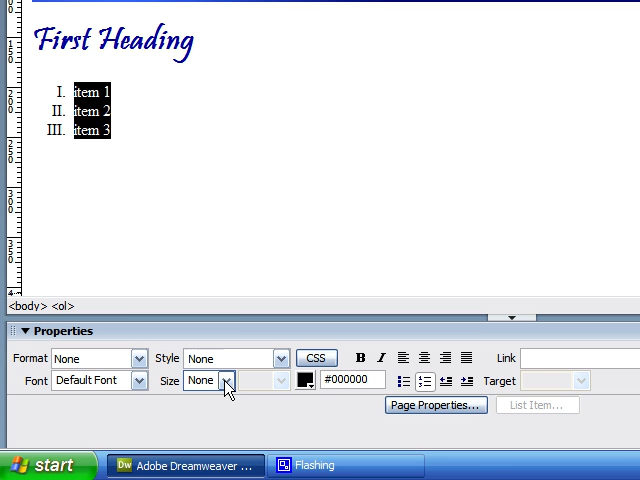 First Heading
I. item 1
II. item 2
III. item 3
<body> <ol>
Properties
Format None Style None CSS B I Link
Font Default Font Size None #000000 Target
Page Properties... List Item...
start Adobe Dreamweaver ... Flashing